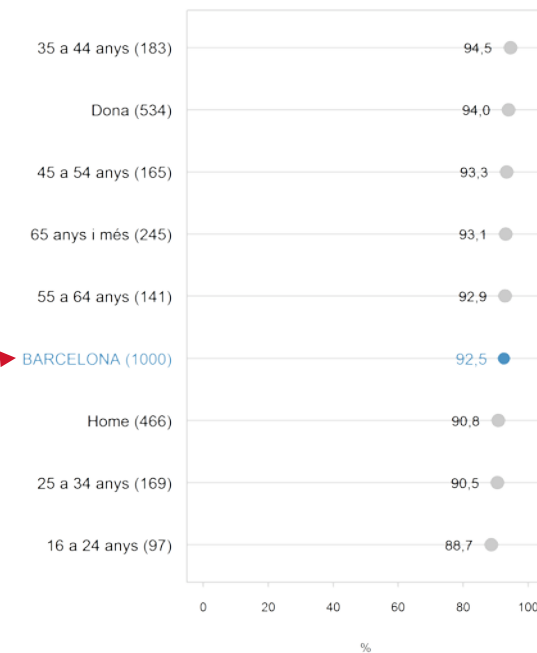 35 a 44 anys (183) 94,5
Dona (534) 94,0
45 a 54 anys (165) 93,3
65 anys i més (245) 93,1
55 a 64 anys (141) 92,9
BARCELONA (1000) 92,5
Home (466) 90,8
25 a 34 anys (169) 90,5
16 a 24 anys (97) 88,7
0 20 40 60 80 100
%